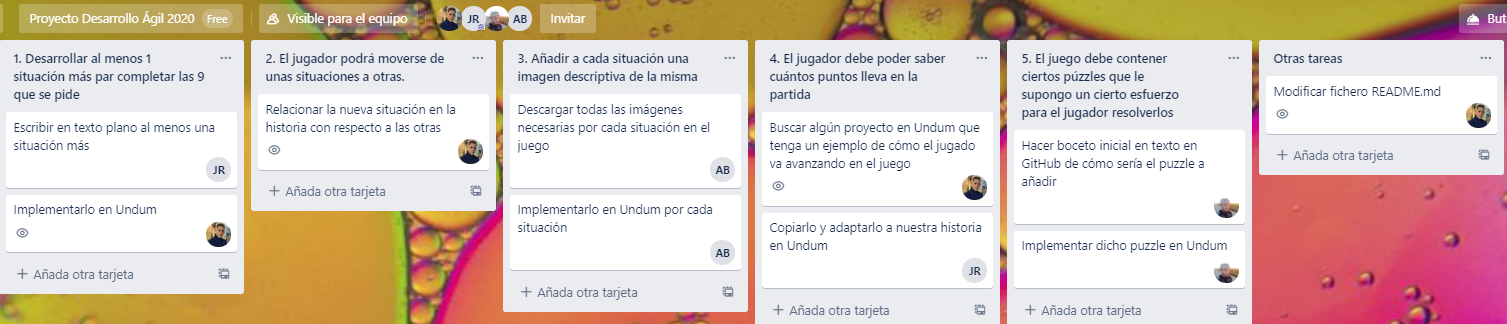 Proyecto Desarrollo Ágil 2020
Free
Visible para el equipo
JR
AB
Invitar
But
1. Desarrollar al menos 1
situación más par completar las 9
que se pide
Escribir en texto plano al menos una
situación más
JR
Implementarlo en Undum
+ Añada otra tarjeta
2. El jugador podrá moverse de
unas situaciones a otras.
Relacionar la nueva situación en la
historia con respecto a las otras
+ Añada otra tarjeta
3. Añadir a cada situación una
imagen descriptiva de la misma
Descargar todas las imágenes
necesarias por cada situación en el
juego
AB
Implementarlo en Undum por cada
situación
AB
+ Añada otra tarjeta
4. El jugador debe poder saber
cuántos puntos lleva en la
partida
Buscar algún proyecto en Undum que
tenga un ejemplo de cómo el jugado
va avanzando en el juego
Copiarlo y adaptarlo a nuestra historia
en Undum
JR
+ Añada otra tarjeta
5. El juego debe contener
ciertos púzzles que le
supongo un cierto esfuerzo
para el jugador resolverlos
Hacer boceto inicial en texto en
GitHub de cómo sería el puzzle a
añadir
Implementar dicho puzzle en Undum
+ Añada otra tarjeta
Otras tareas
Modificar fichero README.md
+ Añada otra tarjeta